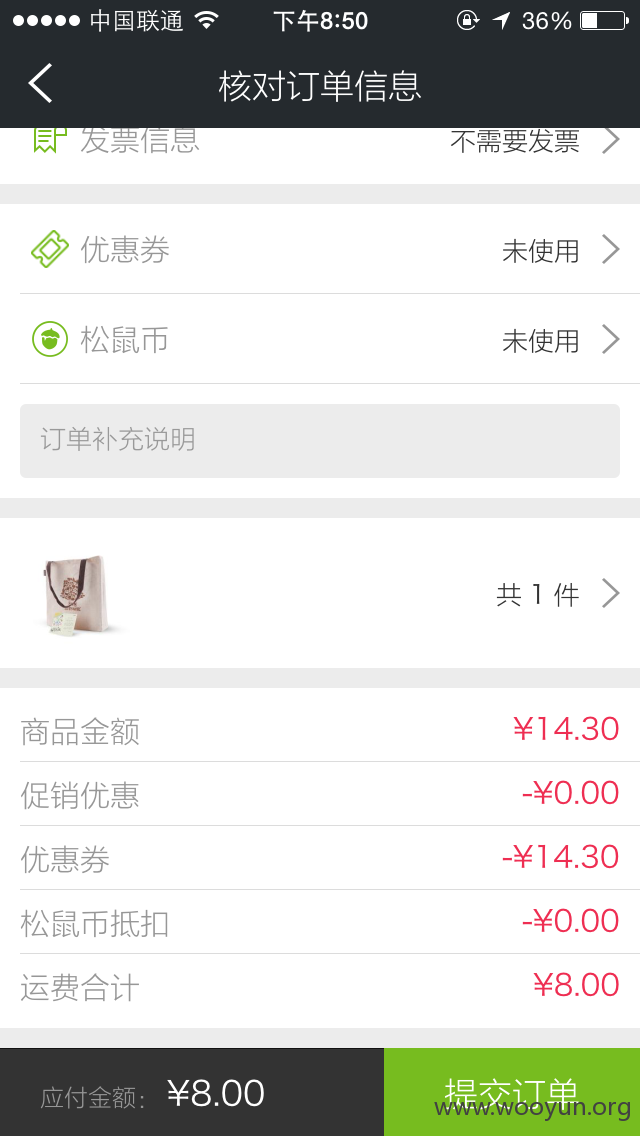 中国联通 下午8:50 36%
核对订单信息
发票信息 不需要发票
优惠券 未使用
松鼠币 未使用
订单补充说明
共 1 件
商品金额 ¥14.30
促销优惠 -¥0.00
优惠券 -¥14.30
松鼠币抵扣 -¥0.00
运费合计 ¥8.00
应付金额: ¥8.00 提交订单
www.wooyun.org